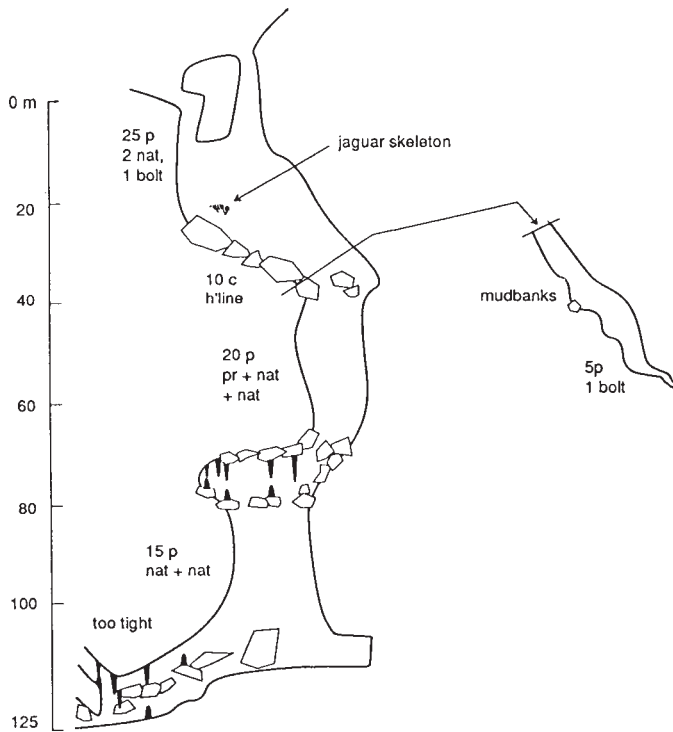 0 m
25 p
2 nat,
1 bolt
jaguar skeleton
20
10 c
h'line
mudbanks
40
20 p
pr + nat
+ nat
5p
1 bolt
60
80
15 p
nat + nat
100
too tight
125